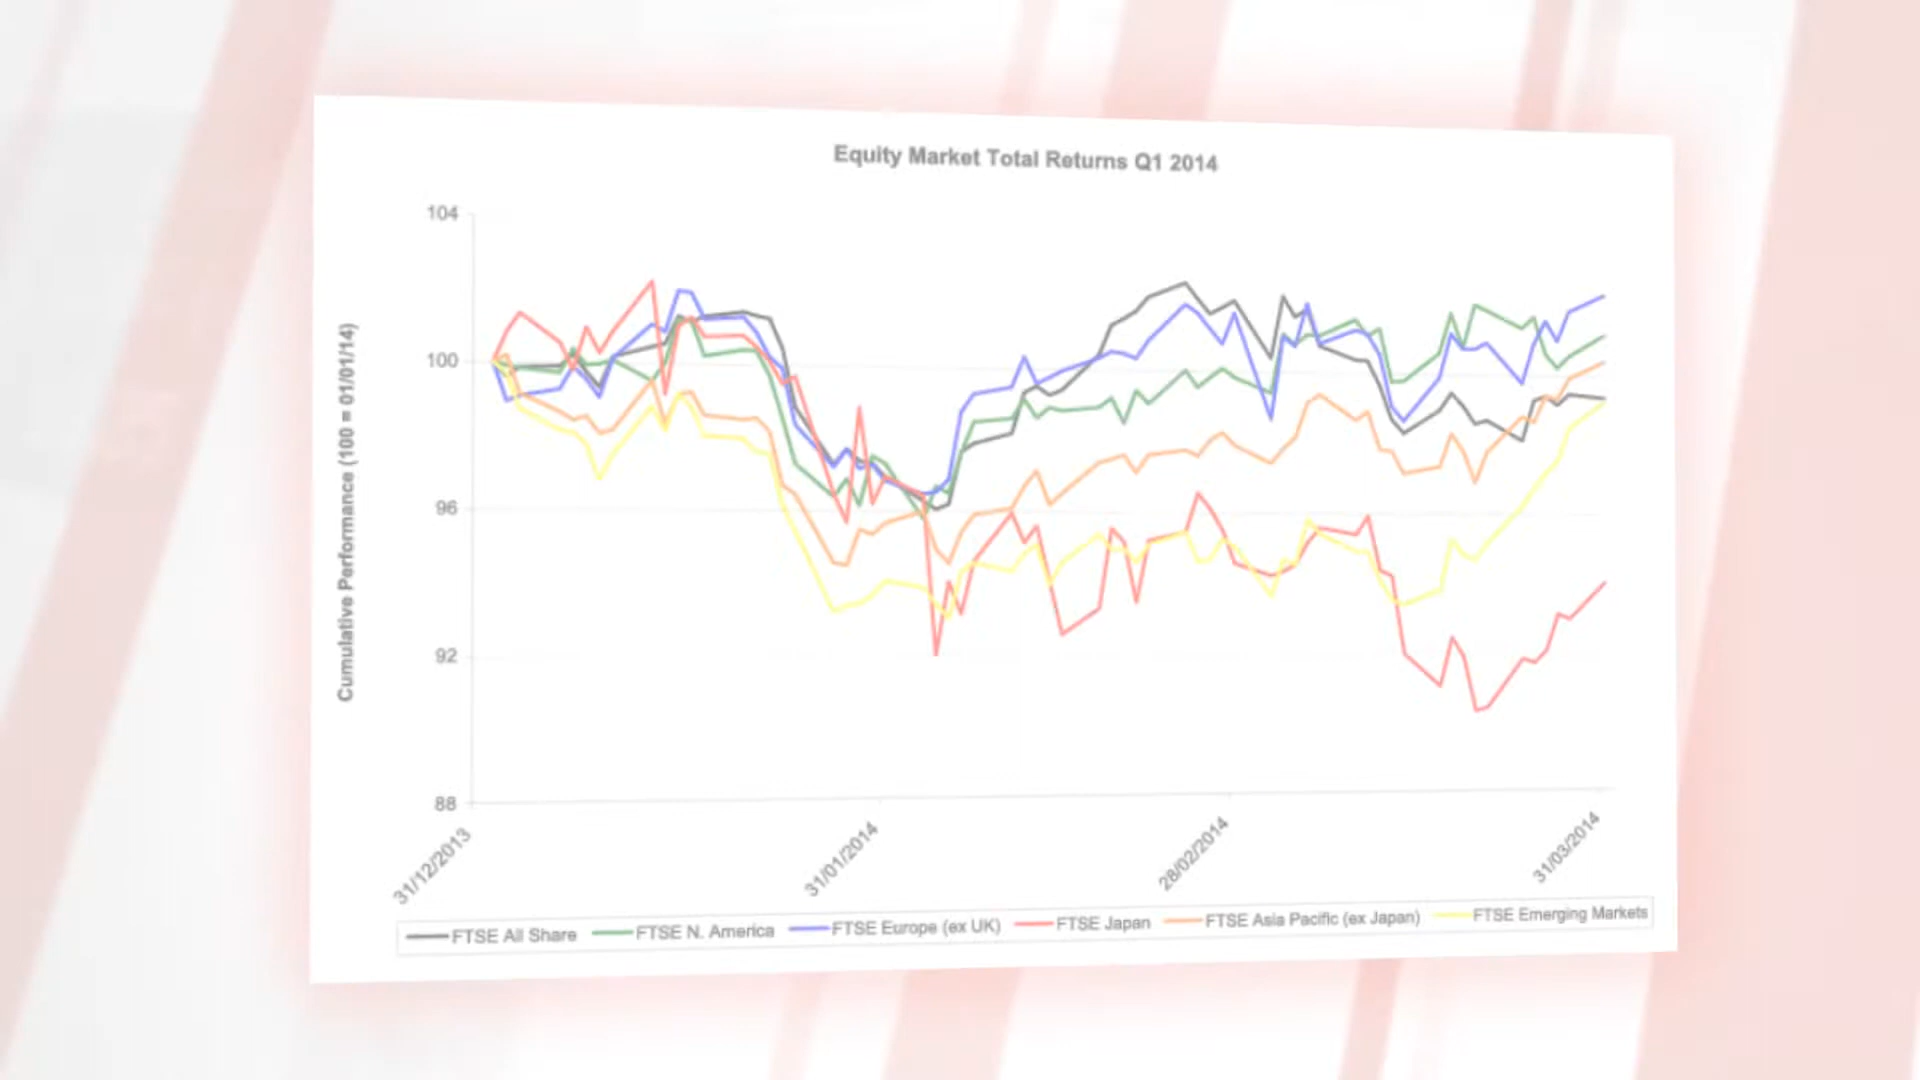 Equity Market Total Returns Q1 2014
Cumulative Performance (100 = 01/01/14)
104
100
96
92
88
31/12/2013
31/01/2014
28/02/2014
31/03/2014
FTSE All Share
FTSE N. America
FTSE Europe (ex UK)
FTSE Japan
FTSE Asia Pacific (ex Japan)
FTSE Emerging Markets